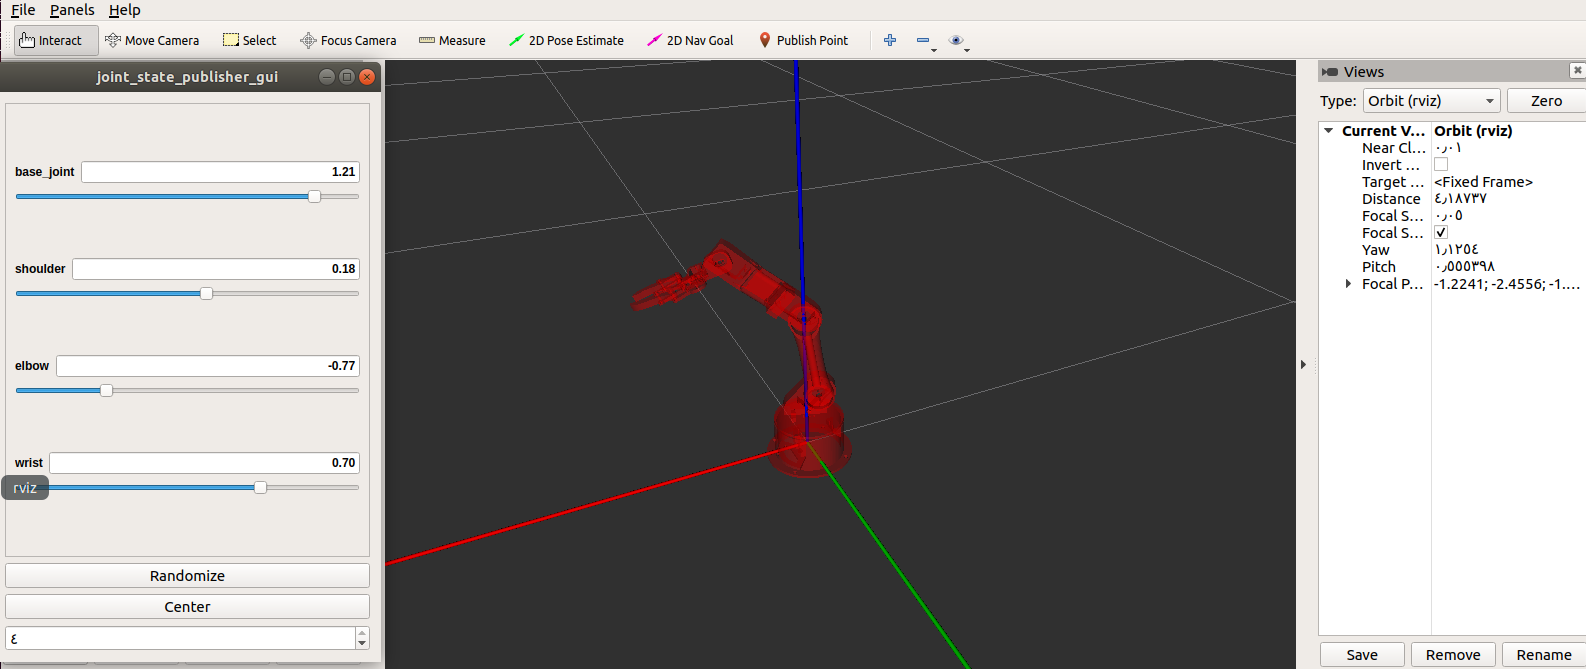 File Panels Help
Interact Move Camera Select Focus Camera Measure 2D Pose Estimate 2D Nav Goal Publish Point
joint_state_publisher_gui
base_joint 1.21
shoulder 0.18
elbow -0.77
wrist 0.70
rviz
Randomize
Center
٤
Views
Type: Orbit (rviz) Zero
Current V... Orbit (rviz)
Near Cl... ٠٫٠١
Invert ...
Target ... <Fixed Frame>
Distance ٤٫١٨٧٣٧
Focal S... ٠٫٠٥
Focal S...
Yaw ١٫١٢٥٤
Pitch ٠٫٥٥٥٣٩٨
Focal P... -1.2241; -2.4556; -1....
Save Remove Rename